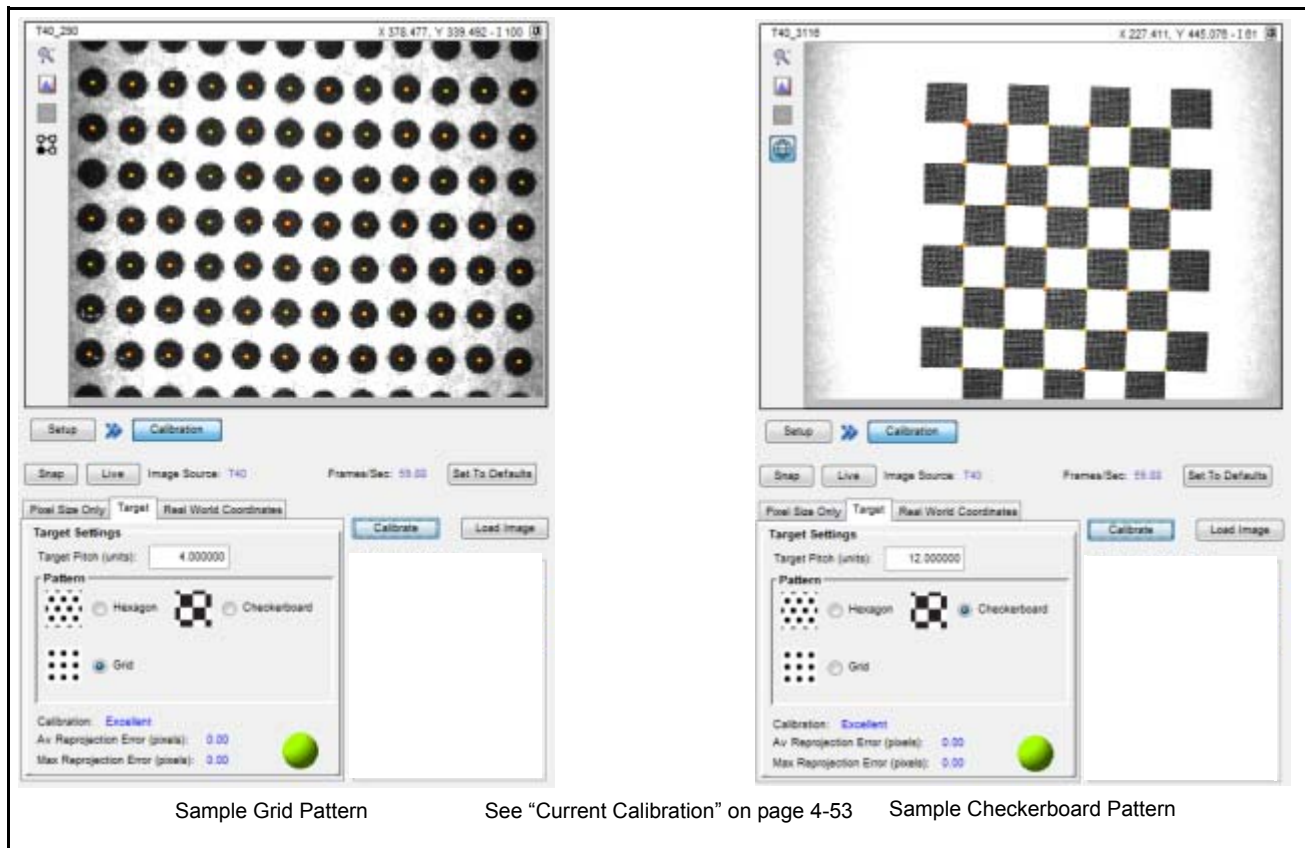 T40_290 X 378.477, Y 339.492 - I 100
Setup Calibration
Snap Live Image Source: T40 Frames/Sec: 59.88 Set To Defaults
Pixel Size Only Target Real World Coordinates
Calibrate Load Image
Target Settings
Target Pitch (units): 4.000000
Pattern
Hexagon Checkerboard
Grid
Calibration: Excellent
Av Reprojection Error (pixels): 0.00
Max Reprojection Error (pixels): 0.00
Sample Grid Pattern
See “Current Calibration” on page 4-53
T40_3116 X 227.411, Y 445.078 - I 81
Setup Calibration
Snap Live Image Source: T40 Frames/Sec: Set To Defaults
Pixel Size Only Target Real World Coordinates
Calibrate Load Image
Target Settings
Target Pitch (units): 12.000000
Pattern
Hexagon Checkerboard
Grid
Calibration: Excellent
Av Reprojection Error (pixels): 0.00
Max Reprojection Error (pixels): 0.00
Sample Checkerboard Pattern